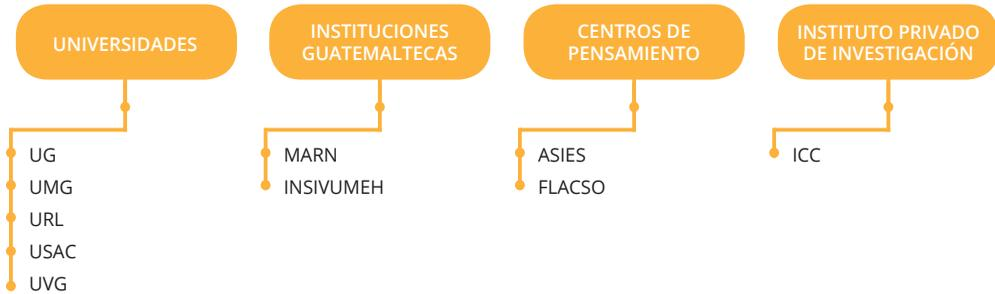 UNIVERSIDADES
UG
UMG
URL
USAC
UVG
INSTITUCIONES
GUATEMALTECAS
MARN
INSIVUMEH
CENTROS DE
PENSAMIENTO
ASIES
FLACSO
INSTITUTO PRIVADO
DE INVESTIGACIÓN
ICC